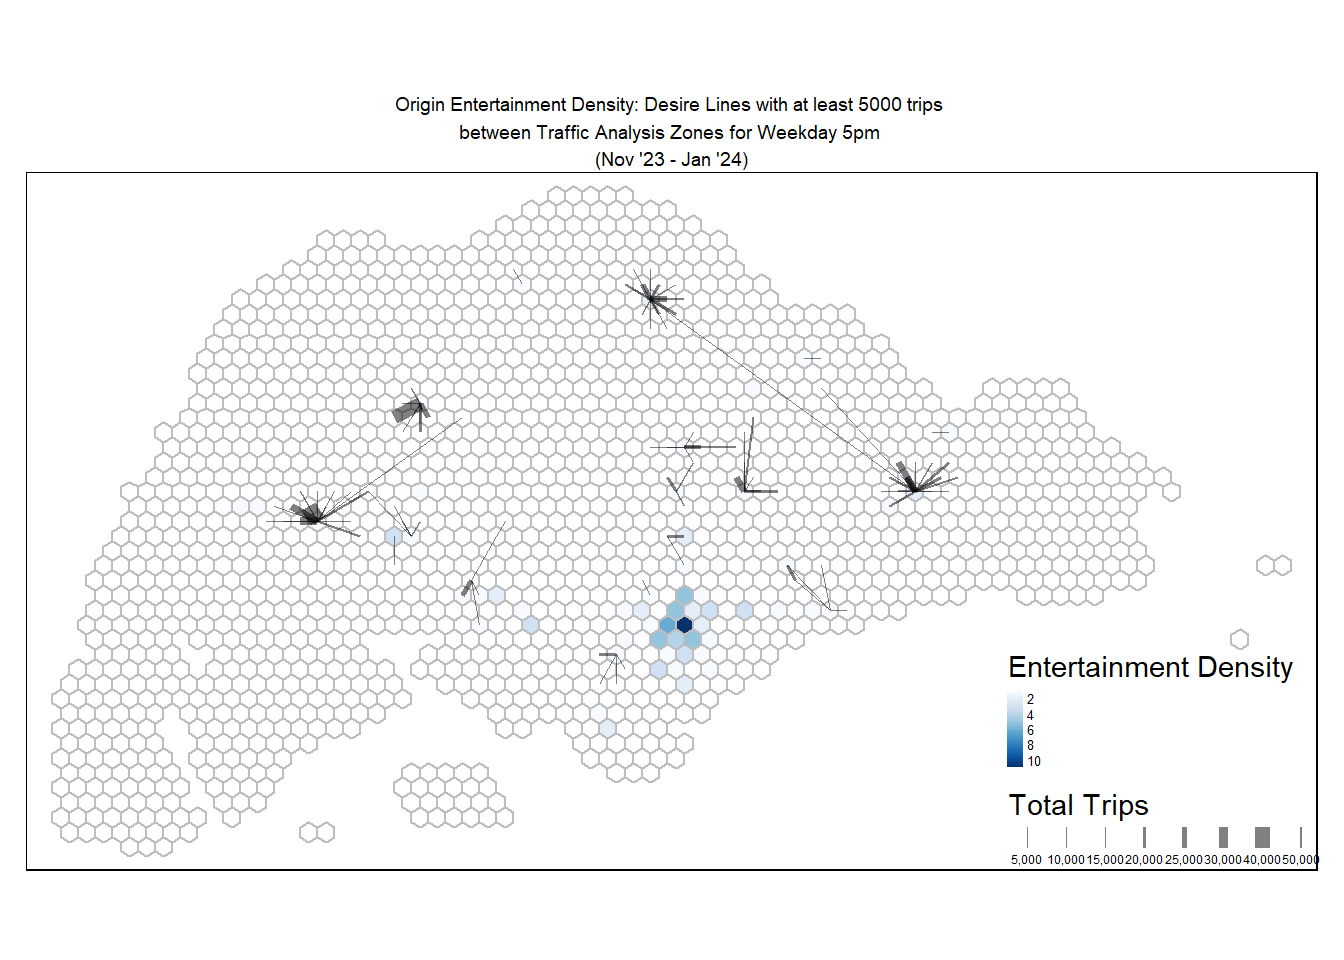 Origin Entertainment Density: Desire Lines with at least 5000 trips
between Traffic Analysis Zones for Weekday 5pm
(Nov '23 - Jan '24)
Entertainment Density
2
4
6
8
10
Total Trips
5,000 10,000 15,000 20,000 25,000 30,000 40,000 50,000